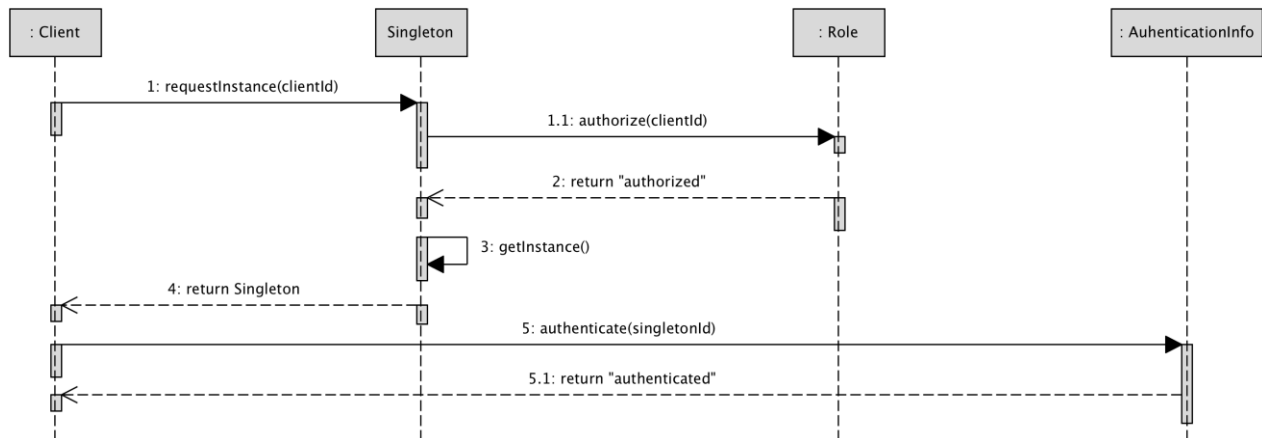 : Client
Singleton
: Role
: AuhenticationInfo
1: requestInstance(clientId)
1.1: authorize(clientId)
2: return "authorized"
3: getInstance()
4: return Singleton
5: authenticate(singletonId)
5.1: return "authenticated"